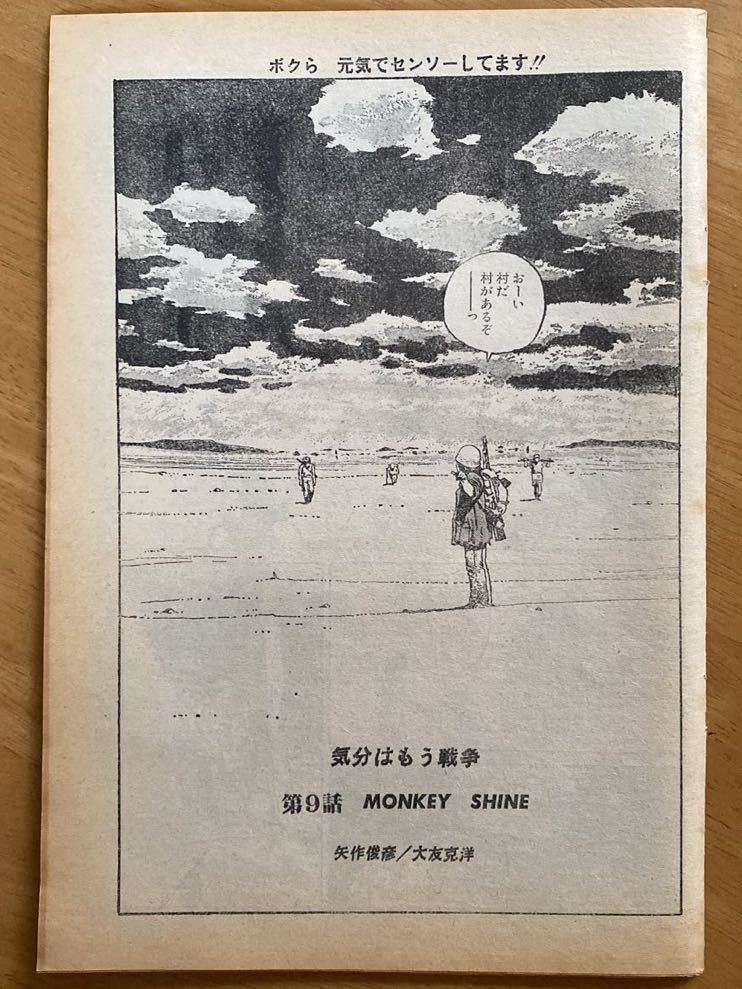 ボクら　元気でセンソーしてます!!
おーい
村だ
村があるぞ
――っ
気分はもう戦争
第9話　MONKEY SHINE
矢作俊彦／大友克洋